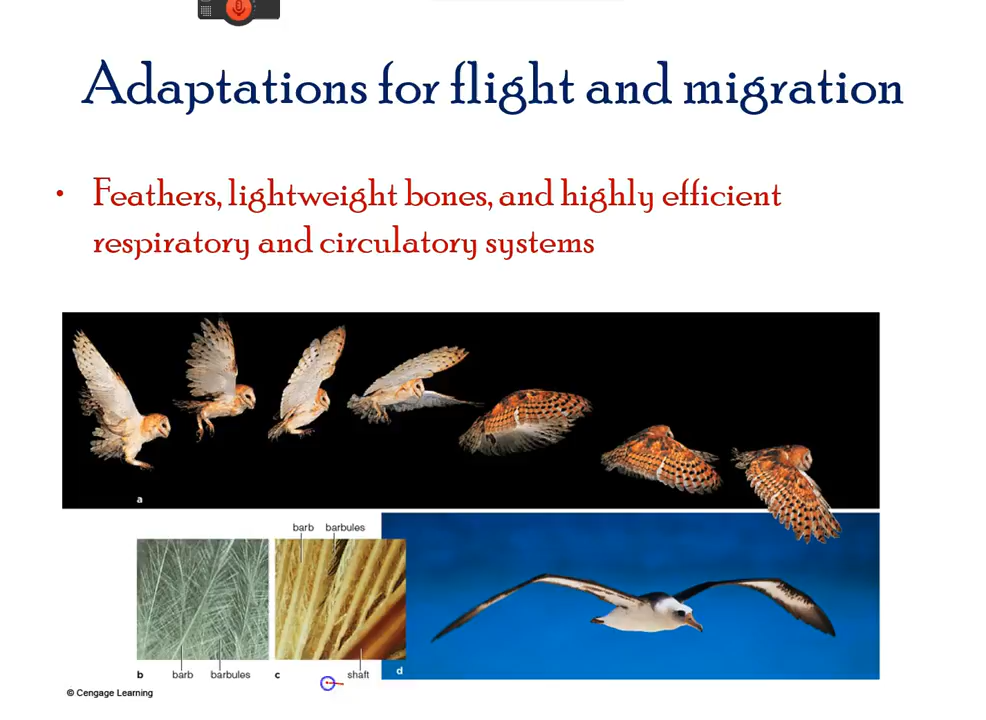 Adaptations for flight and migration
• Feathers, lightweight bones, and highly efficient
respiratory and circulatory systems
a
barb barbules
b barb barbules c shaft d
© Cengage Learning